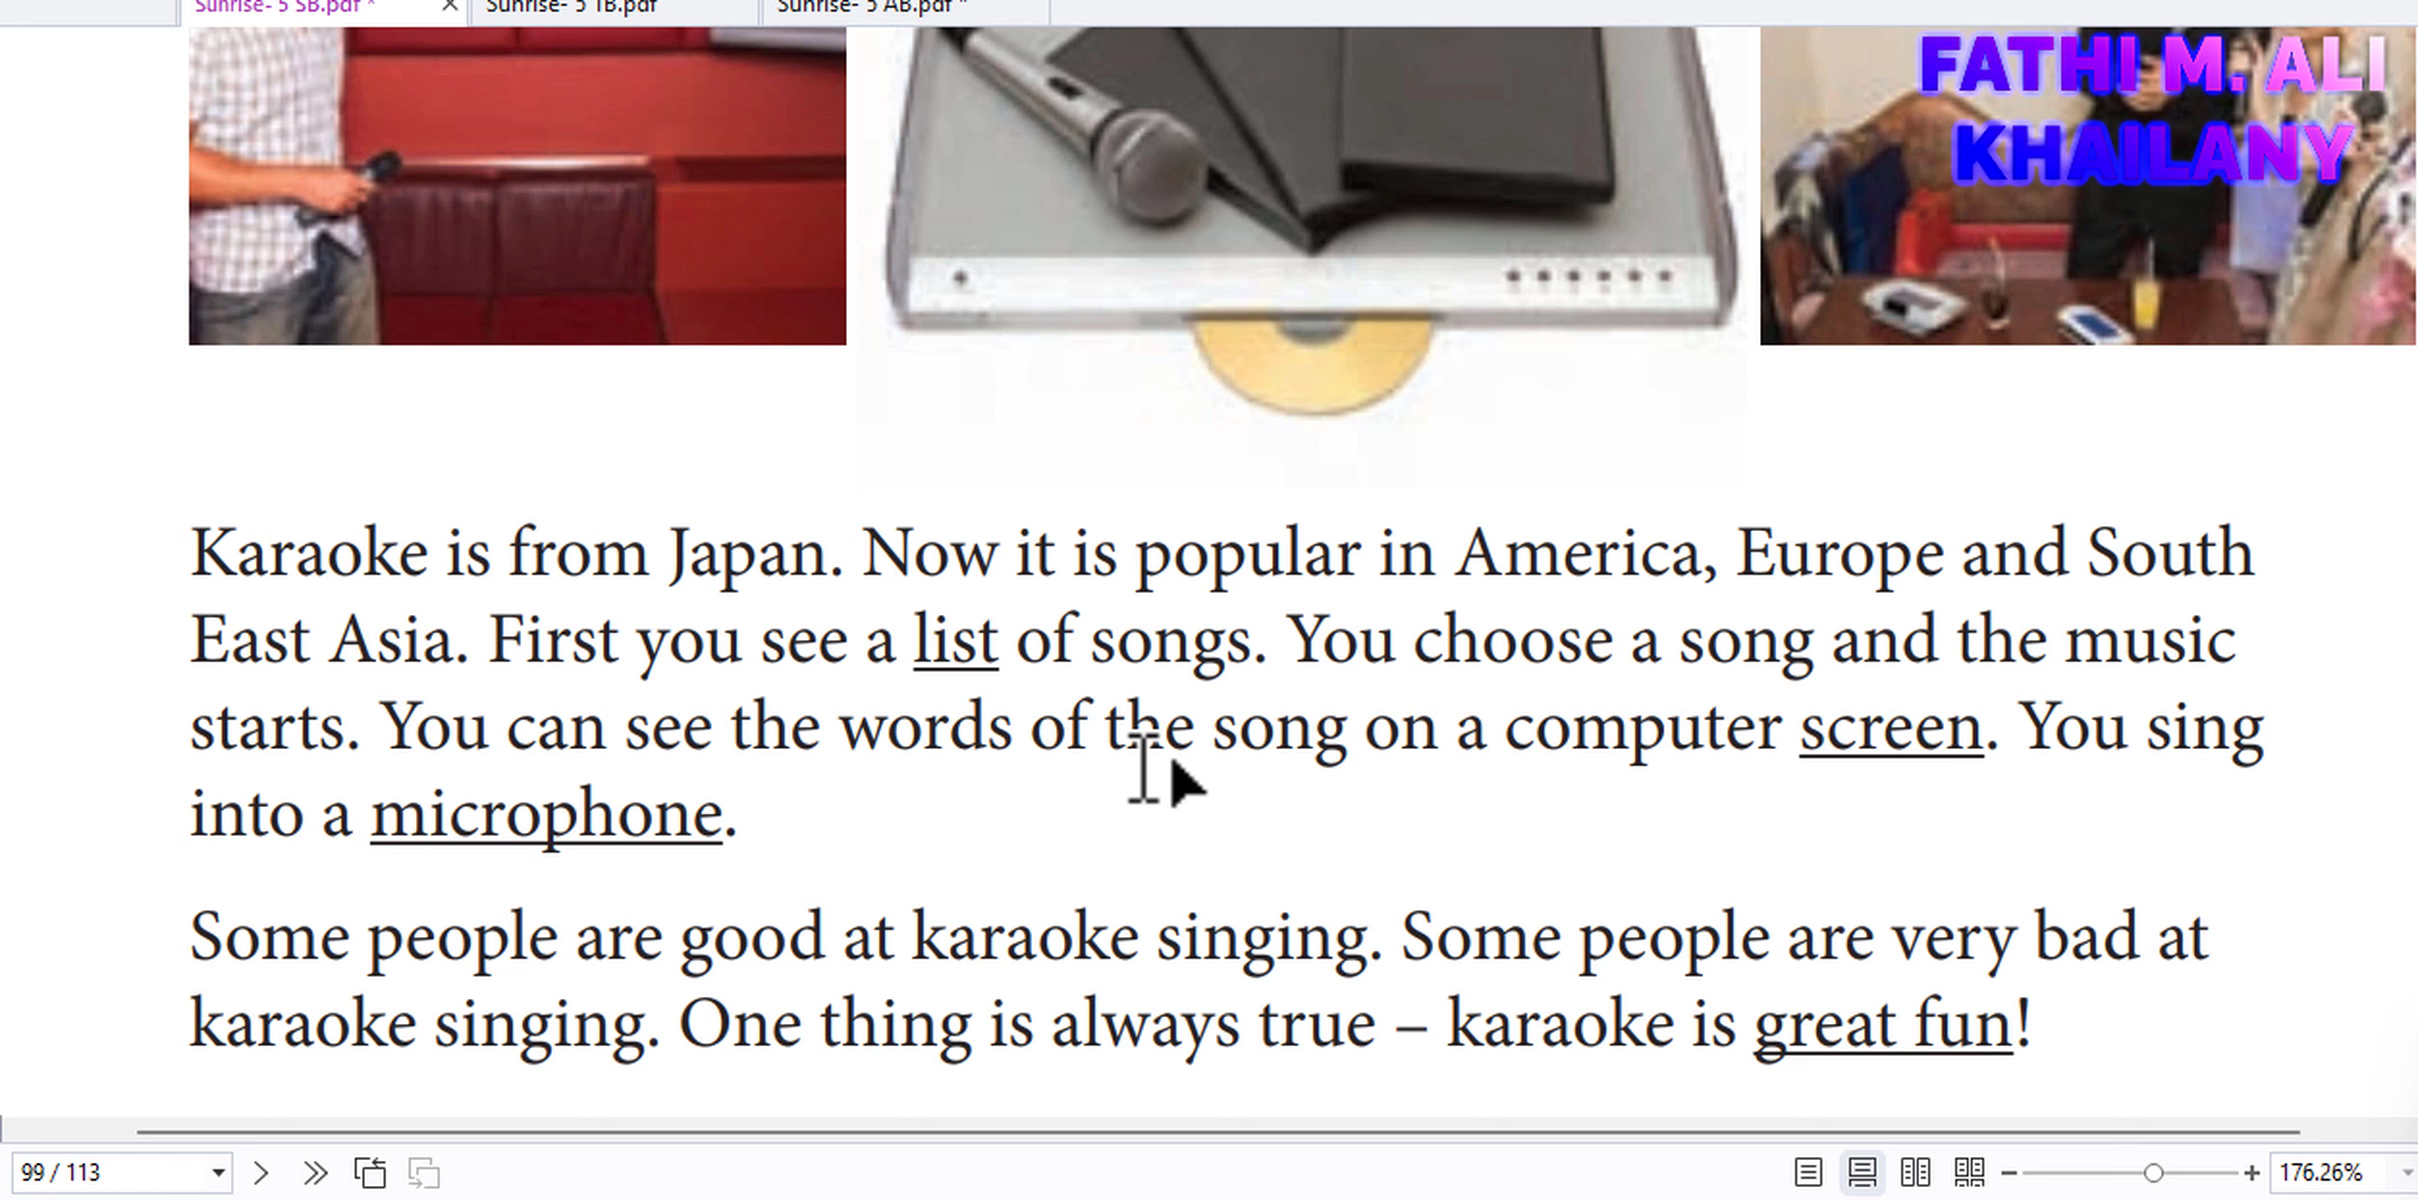 Sunrise- 5 SB.pdf *
Sunrise- 5 TB.pdf
Sunrise- 5 AB.pdf *
FATHI M. ALI
KHAILANY
Karaoke is from Japan. Now it is popular in America, Europe and South
East Asia. First you see a list of songs. You choose a song and the music
starts. You can see the words of the song on a computer screen. You sing
into a microphone.
Some people are good at karaoke singing. Some people are very bad at
karaoke singing. One thing is always true – karaoke is great fun!
99 / 113
176.26%